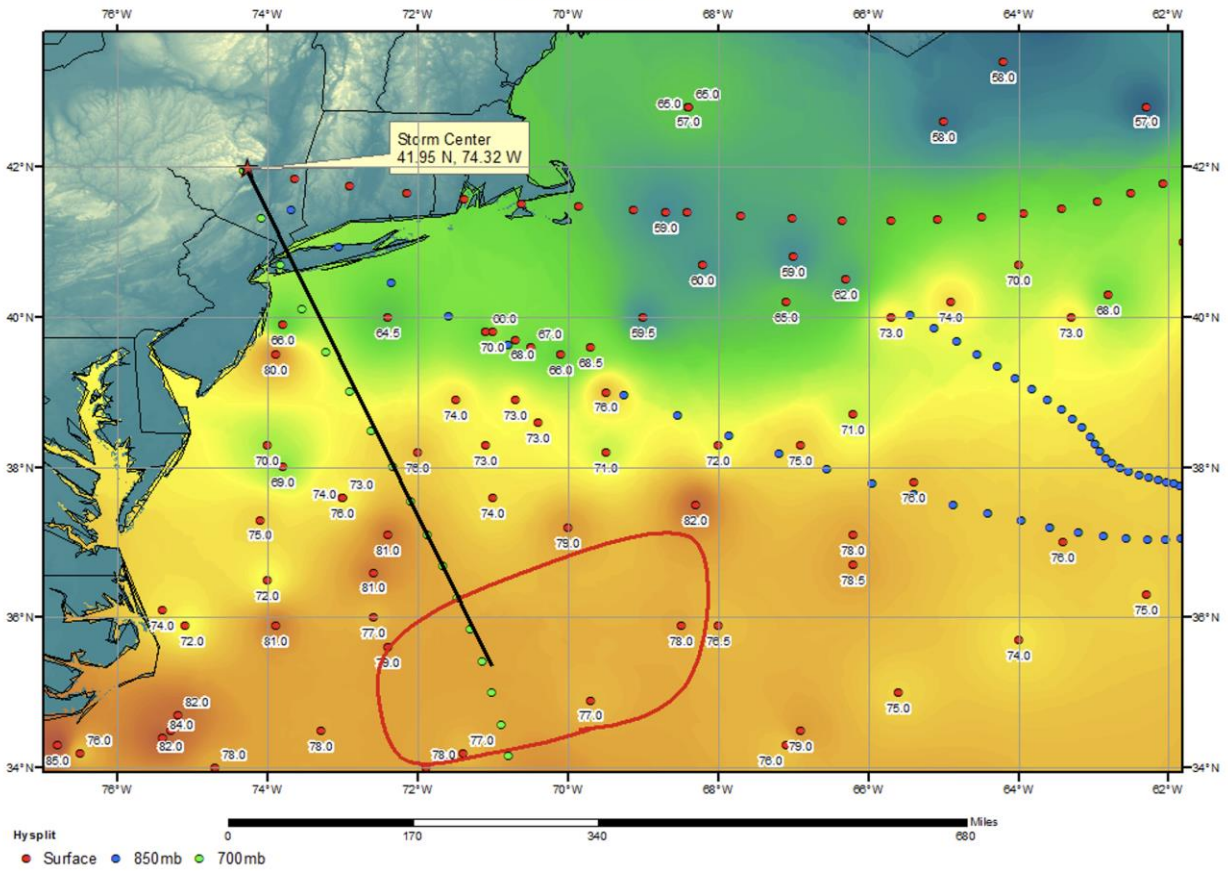 76°W 74°W 72°W 70°W 68°W 66°W 64°W 62°W
58.0
65.0 65.0
57.0 57.0
58.0
Storm Center
41.95 N, 74.32 W
42°N 42°N
59.0
59.0
60.0
62.0 70.0
68.0
65.0 74.0
40°N 40°N
66.0 64.5 60.0 67.0 59.5 73.0 73.0
70.0 68.0 68.5
80.0 66.0
74.0 73.0 76.0
73.0 71.0
70.0 76.0 73.0 71.0 72.0 75.0
38°N 38°N
69.0
74.0 73.0 76.0
76.0 74.0 82.0
75.0 81.0 79.0 78.0 76.0
81.0 78.5
72.0 75.0
36°N 36°N
74.0 72.0 81.0 77.0 78.0 76.5
79.0 74.0
82.0 77.0 75.0
84.0
76.0 82.0 78.0 77.0 79.0
85.0 78.0 78.0 76.0
34°N 34°N
76°W 74°W 72°W 70°W 68°W 66°W 64°W 62°W
Miles
0 170 340 680
Hysplit
Surface 850mb 700mb